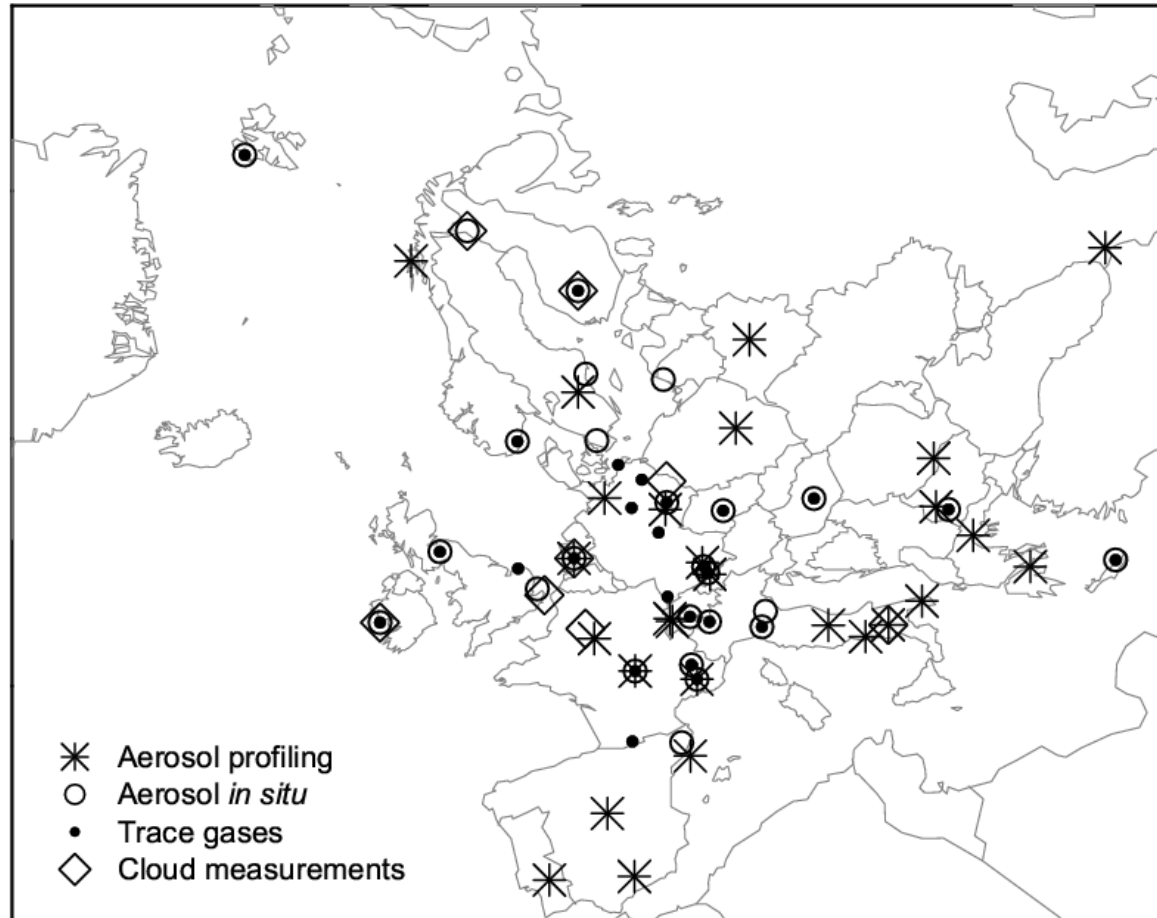 Aerosol profiling
Aerosol in situ
Trace gases
Cloud measurements